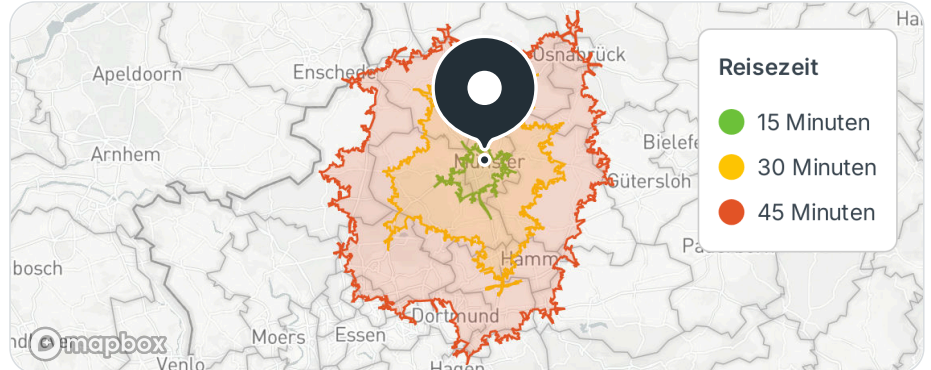 Ha
Osnabrück
Enschede
Apeldoorn
Reisezeit
15 Minuten
Bielefe
Arnhem
Münster
30 Minuten
Gütersloh
45 Minuten
bosch
Hamm
Dortmund
Moers
Essen
mapbox
Venlo
Hagen